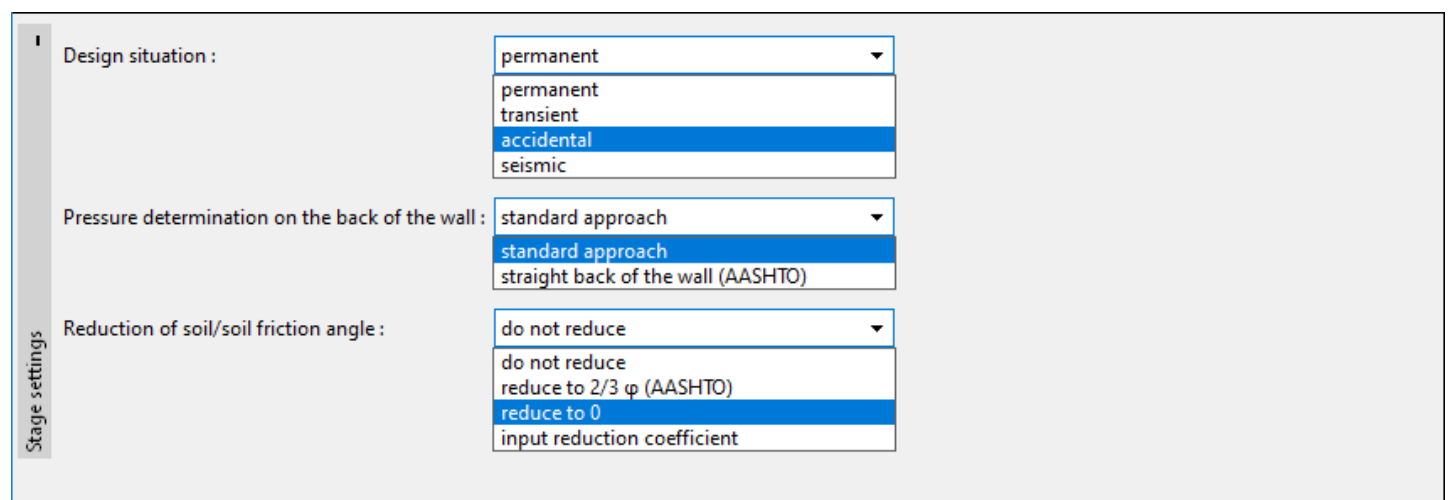 Design situation : permanent
permanent
transient
accidental
seismic
Pressure determination on the back of the wall : standard approach
standard approach
straight back of the wall (AASHTO)
Reduction of soil/soil friction angle : do not reduce
do not reduce
reduce to 2/3 φ (AASHTO)
reduce to 0
input reduction coefficient
Stage settings